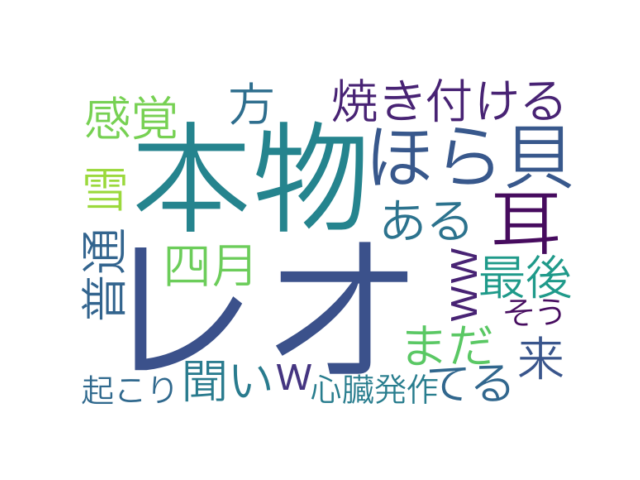 焼き付ける
方
感覚
本物
ほら貝
雪
ある
耳
普通
四月
www
最後
レオ
そう
まだ
来
聞い
w
起こり
心臓発作
てる